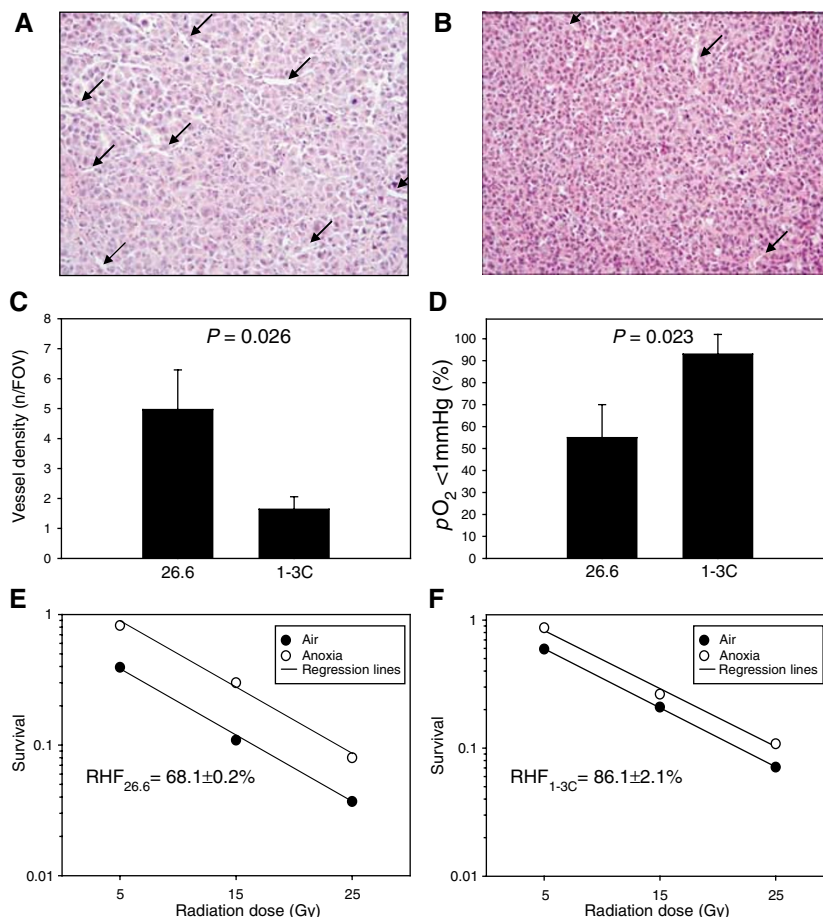 A
B
C
8
7
6
5
4
3
2
1
0
Vessel density (n/FOV)
P = 0.026
26.6
1-3C
D
100
90
80
70
60
50
40
30
20
10
0
pO2 <1mmHg (%)
P = 0.023
26.6
1-3C
E
1
0.1
0.01
Survival
Air
Anoxia
Regression lines
RHF26.6= 68.1±0.2%
5
15
25
Radiation dose (Gy)
F
1
0.1
0.01
Survival
Air
Anoxia
Regression lines
RHF1-3C= 86.1±2.1%
5
15
25
Radiation dose (Gy)